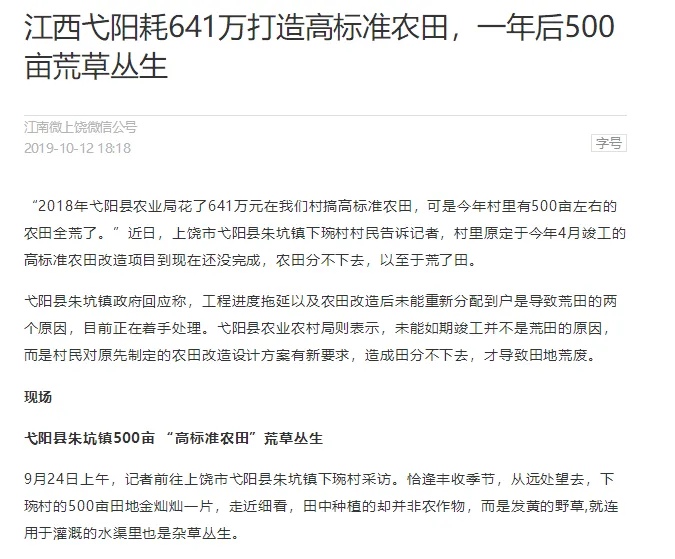 江西弋阳耗641万打造高标准农田，一年后500
亩荒草丛生
江南微上饶微信公号
2019-10-12 18:18
字号
“2018年弋阳县农业局花了641万元在我们村搞高标准农田，可是今年村里有500亩左右的
农田全荒了。”近日，上饶市弋阳县朱坑镇下琬村村民告诉记者，村里原定于今年4月竣工的
高标准农田改造项目到现在还没完成，农田分不下去，以至于荒了田。
弋阳县朱坑镇政府回应称，工程进度拖延以及农田改造后未能重新分配到户是导致荒田的两
个原因，目前正在着手处理。弋阳县农业农村局则表示，未能如期竣工并不是荒田的原因，
而是村民对原先制定的农田改造设计方案有新要求，造成田分不下去，才导致田地荒废。
现场
弋阳县朱坑镇500亩 “高标准农田”荒草丛生
9月24日上午，记者前往上饶市弋阳县朱坑镇下琬村采访。恰逢丰收季节，从远处望去，下
琬村的500亩田地金灿灿一片，走近细看，田中种植的却并非农作物，而是发黄的野草,就连
用于灌溉的水渠里也是杂草丛生。